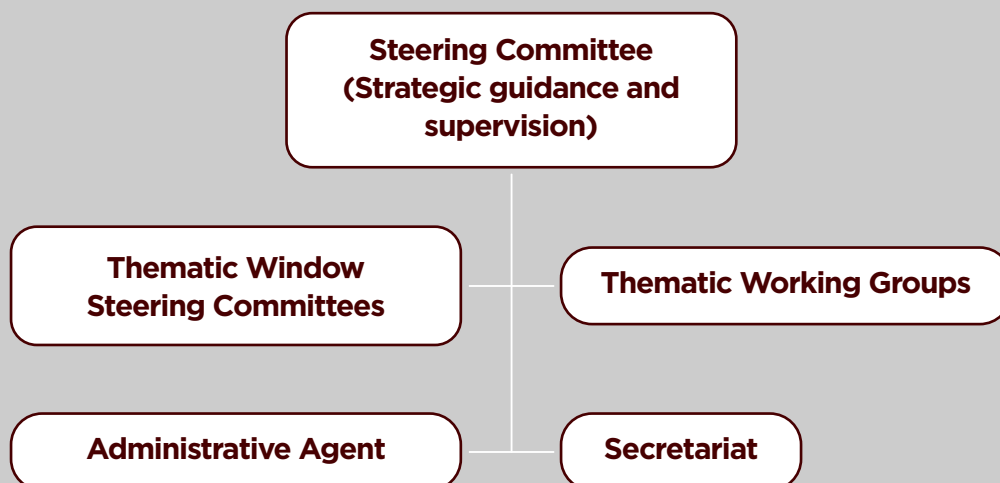 Steering Committee
(Strategic guidance and
supervision)
Thematic Window
Steering Committees
Thematic Working Groups
Administrative Agent
Secretariat